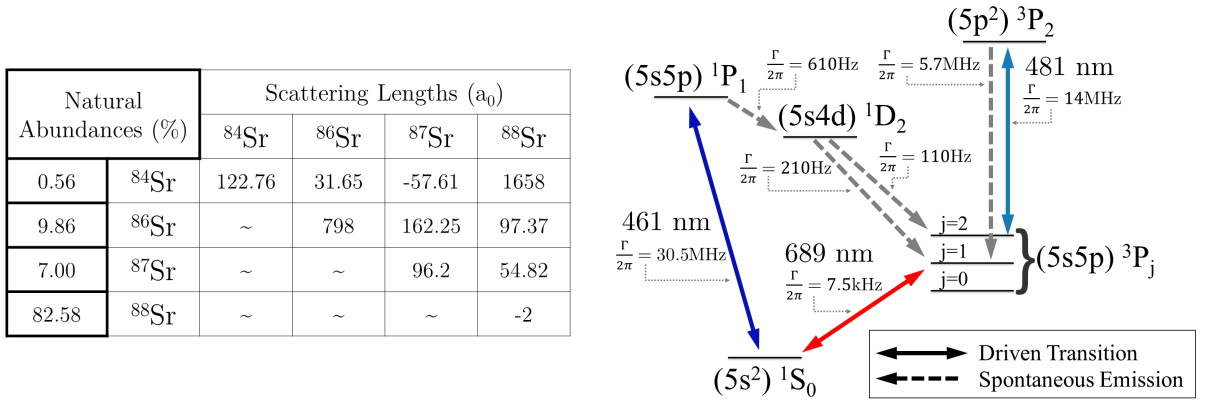 Natural
Abundances (%)
Scattering Lengths (a₀)
⁸⁴Sr ⁸⁶Sr ⁸⁷Sr ⁸⁸Sr
0.56 ⁸⁴Sr 122.76 31.65 -57.61 1658
9.86 ⁸⁶Sr ~ 798 162.25 97.37
7.00 ⁸⁷Sr ~ ~ 96.2 54.82
82.58 ⁸⁸Sr ~ ~ ~ -2
(5p²) ³P₂
(5s5p) ¹P₁
Γ/2π = 610Hz
Γ/2π = 5.7MHz
481 nm
Γ/2π = 14MHz
(5s4d) ¹D₂
Γ/2π = 210Hz
Γ/2π = 110Hz
461 nm
Γ/2π = 30.5MHz
689 nm
Γ/2π = 7.5kHz
j=2
j=1
j=0
(5s5p) ³Pⱼ
(5s²) ¹S₀
Driven Transition
Spontaneous Emission